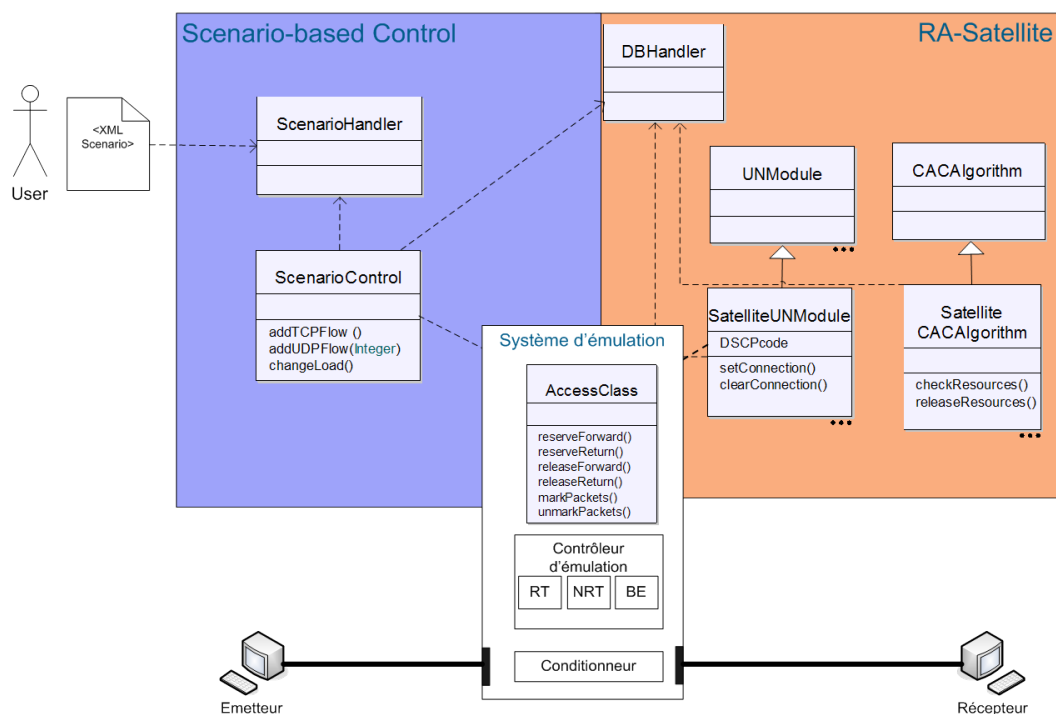 Scenario-based Control
RA-Satellite
DBHandler
<XML
Scenario>
User
ScenarioHandler
UNModule
CACAlgorithm
ScenarioControl
addTCPFlow ()
addUDPFlow(Integer)
changeLoad()
SatelliteUNModule
DSCPcode
setConnection()
clearConnection()
Satellite
CACAlgorithm
checkResources()
releaseResources()
Système d'émulation
AccessClass
reserveForward()
reserveReturn()
releaseForward()
releaseReturn()
markPackets()
unmarkPackets()
Contrôleur
d'émulation
RT
NRT
BE
Conditionneur
Emetteur
Récepteur